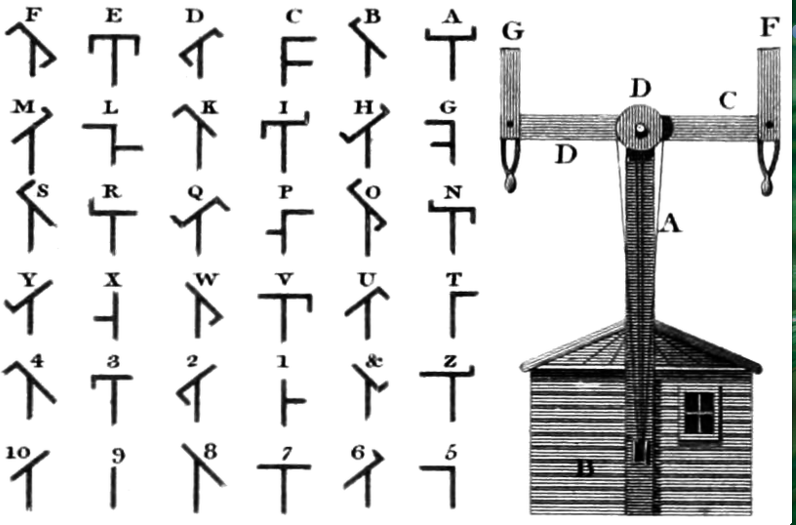 F E D C B A
M L K I H G
S R Q P O N
Y X W V U T
4 3 2 1 & Z
10 9 8 7 6 5
G F
D C
D
A
B